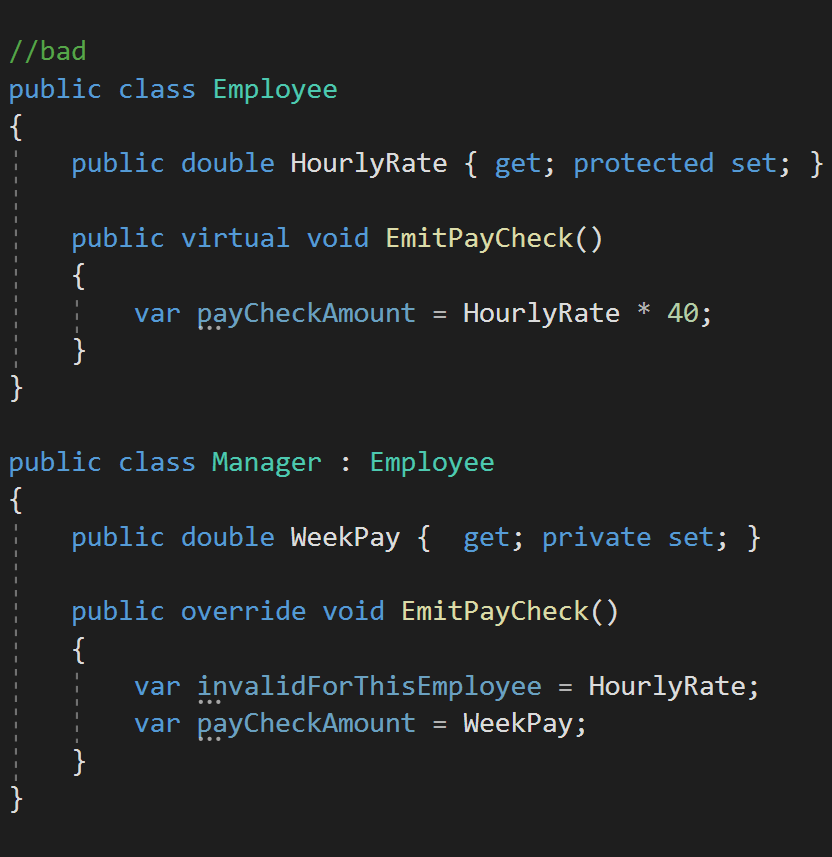 //bad
public class Employee
{
    public double HourlyRate { get; protected set; }
    public virtual void EmitPayCheck()
    {
        var payCheckAmount = HourlyRate * 40;
    }
}
public class Manager : Employee
{
    public double WeekPay {  get; private set; }
    public override void EmitPayCheck()
    {
        var invalidForThisEmployee = HourlyRate;
        var payCheckAmount = WeekPay;
    }
}